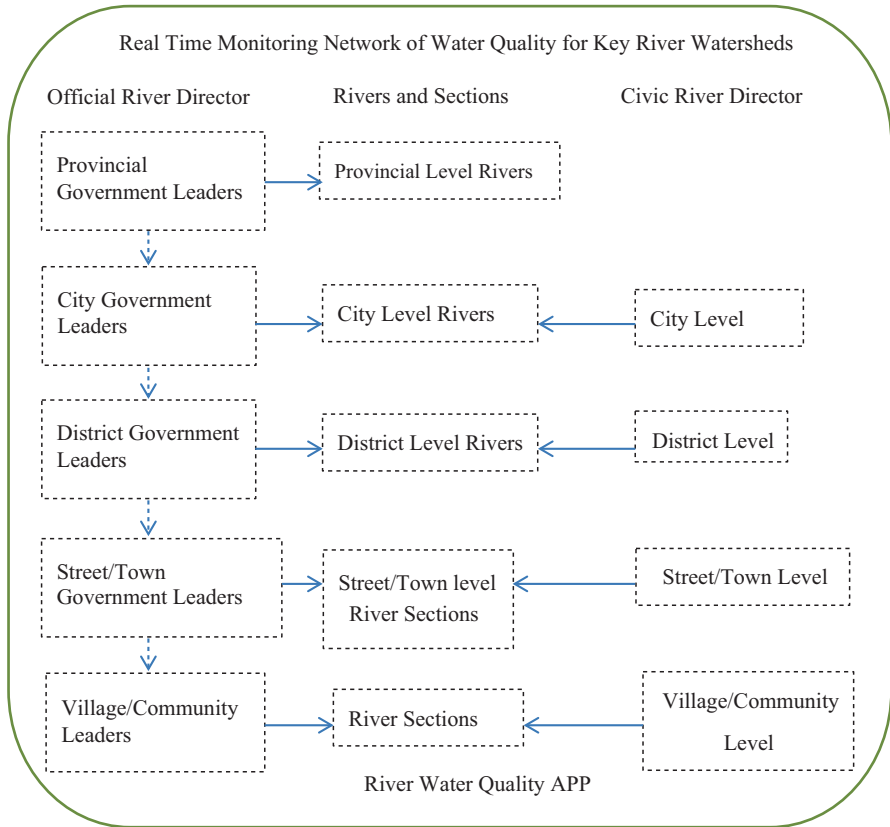 Real Time Monitoring Network of Water Quality for Key River Watersheds
Official River Director
Rivers and Sections
Civic River Director
Provincial
Government Leaders
Provincial Level Rivers
City Government
Leaders
City Level Rivers
City Level
District Government
Leaders
District Level Rivers
District Level
Street/Town
Government Leaders
Street/Town level
River Sections
Street/Town Level
Village/Community
Leaders
River Sections
Village/Community
Level
River Water Quality APP